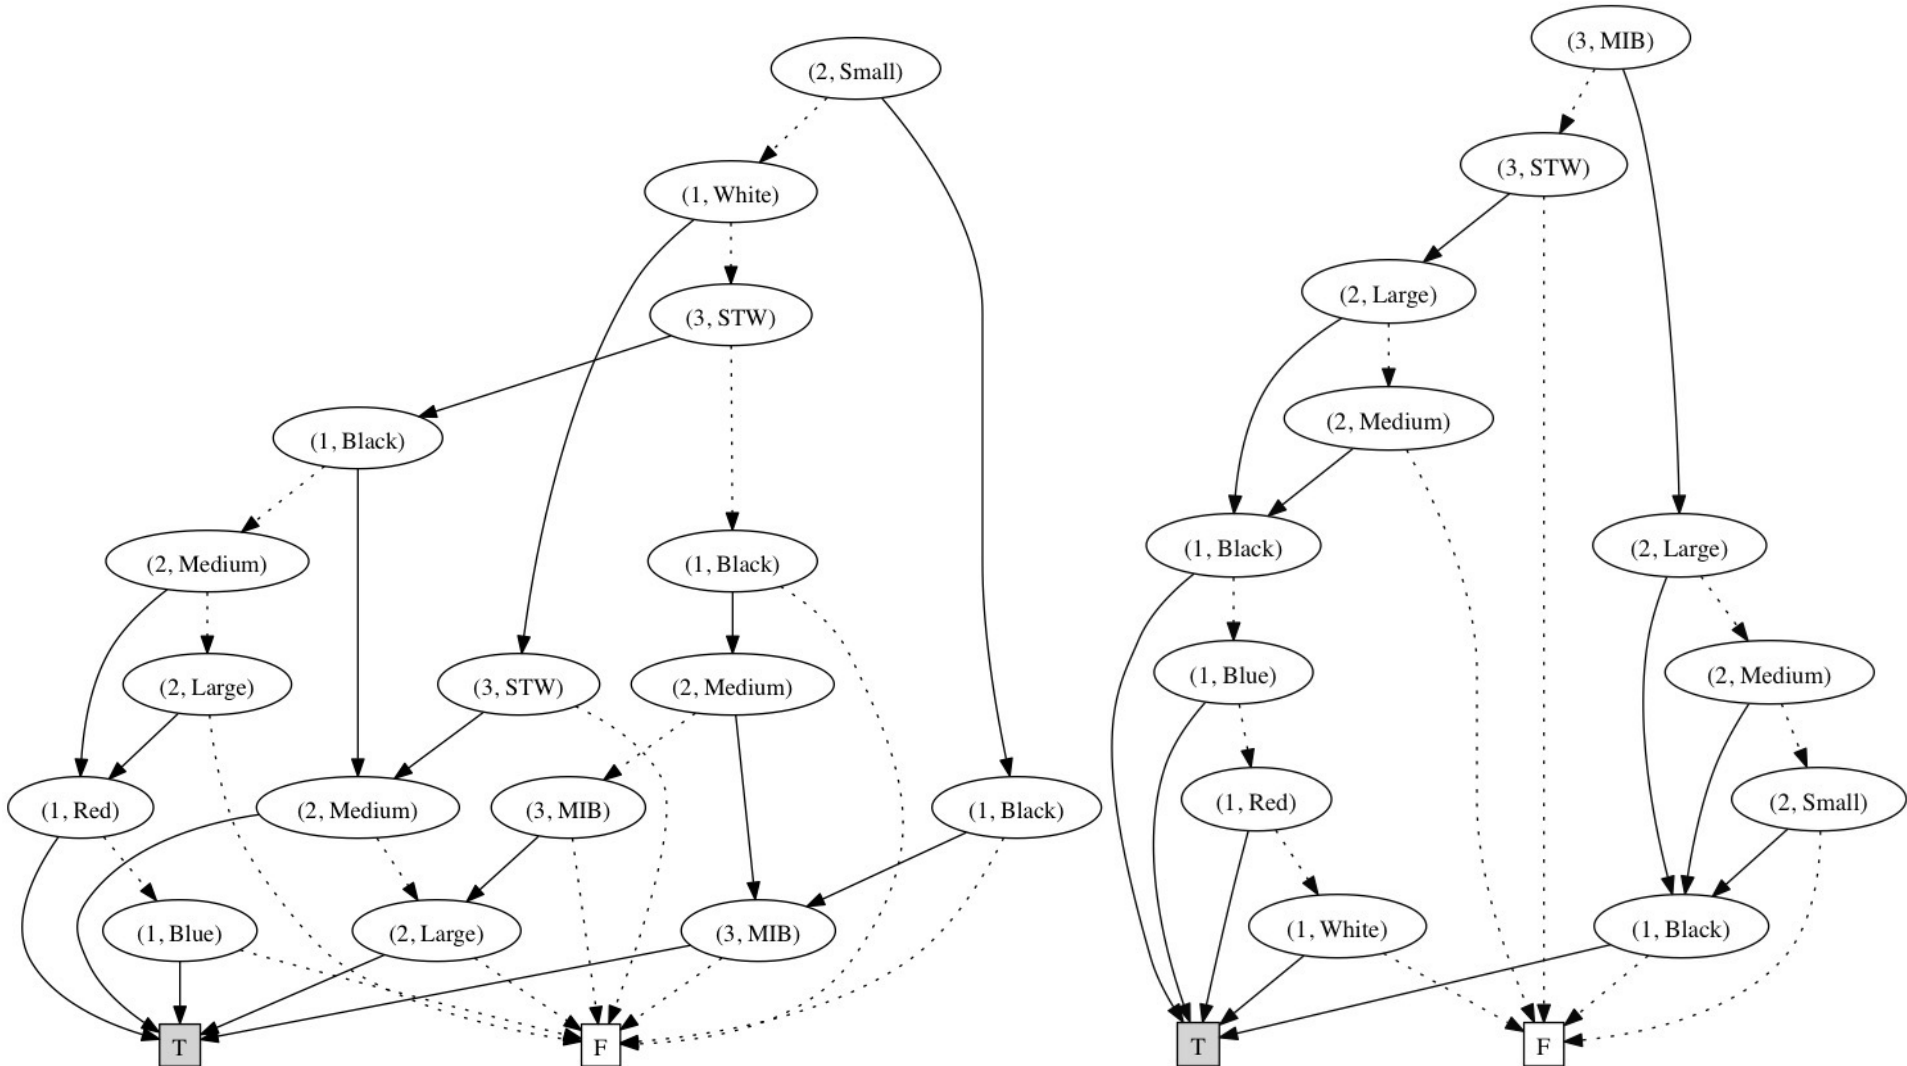 (2, Small)
(1, White)
(3, STW)
(1, Black)
(2, Medium)
(1, Black)
(2, Large)
(3, STW)
(2, Medium)
(1, Red)
(2, Medium)
(3, MIB)
(1, Black)
(1, Blue)
(2, Large)
(3, MIB)
T
F
(3, MIB)
(3, STW)
(2, Large)
(2, Medium)
(1, Black)
(2, Large)
(1, Blue)
(2, Medium)
(1, Red)
(2, Small)
(1, White)
(1, Black)
T
F